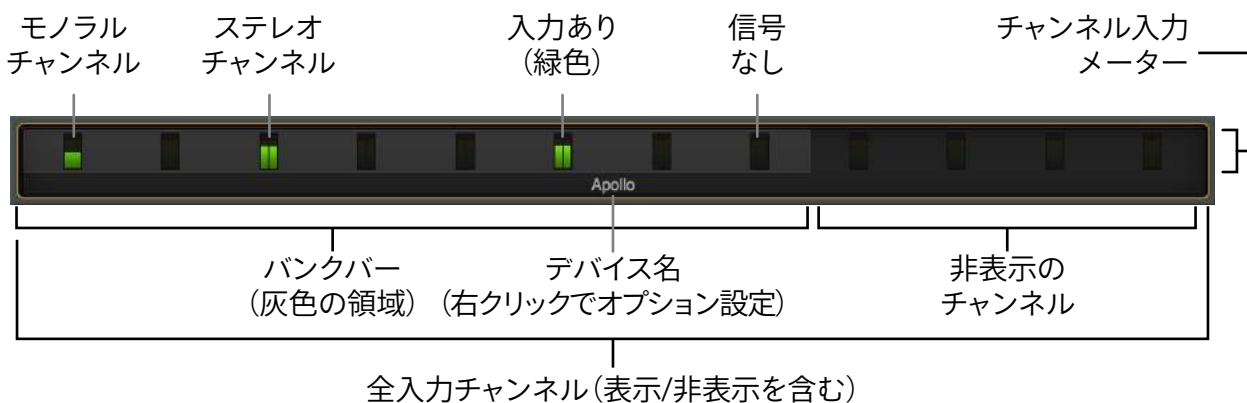 モノラル
チャンネル
ステレオ
チャンネル
入力あり
（緑色）
信号
なし
チャンネル入力
メーター
Apollo
バンクバー
（灰色の領域）
デバイス名
（右クリックでオプション設定）
非表示の
チャンネル
全入力チャンネル（表示/非表示を含む）